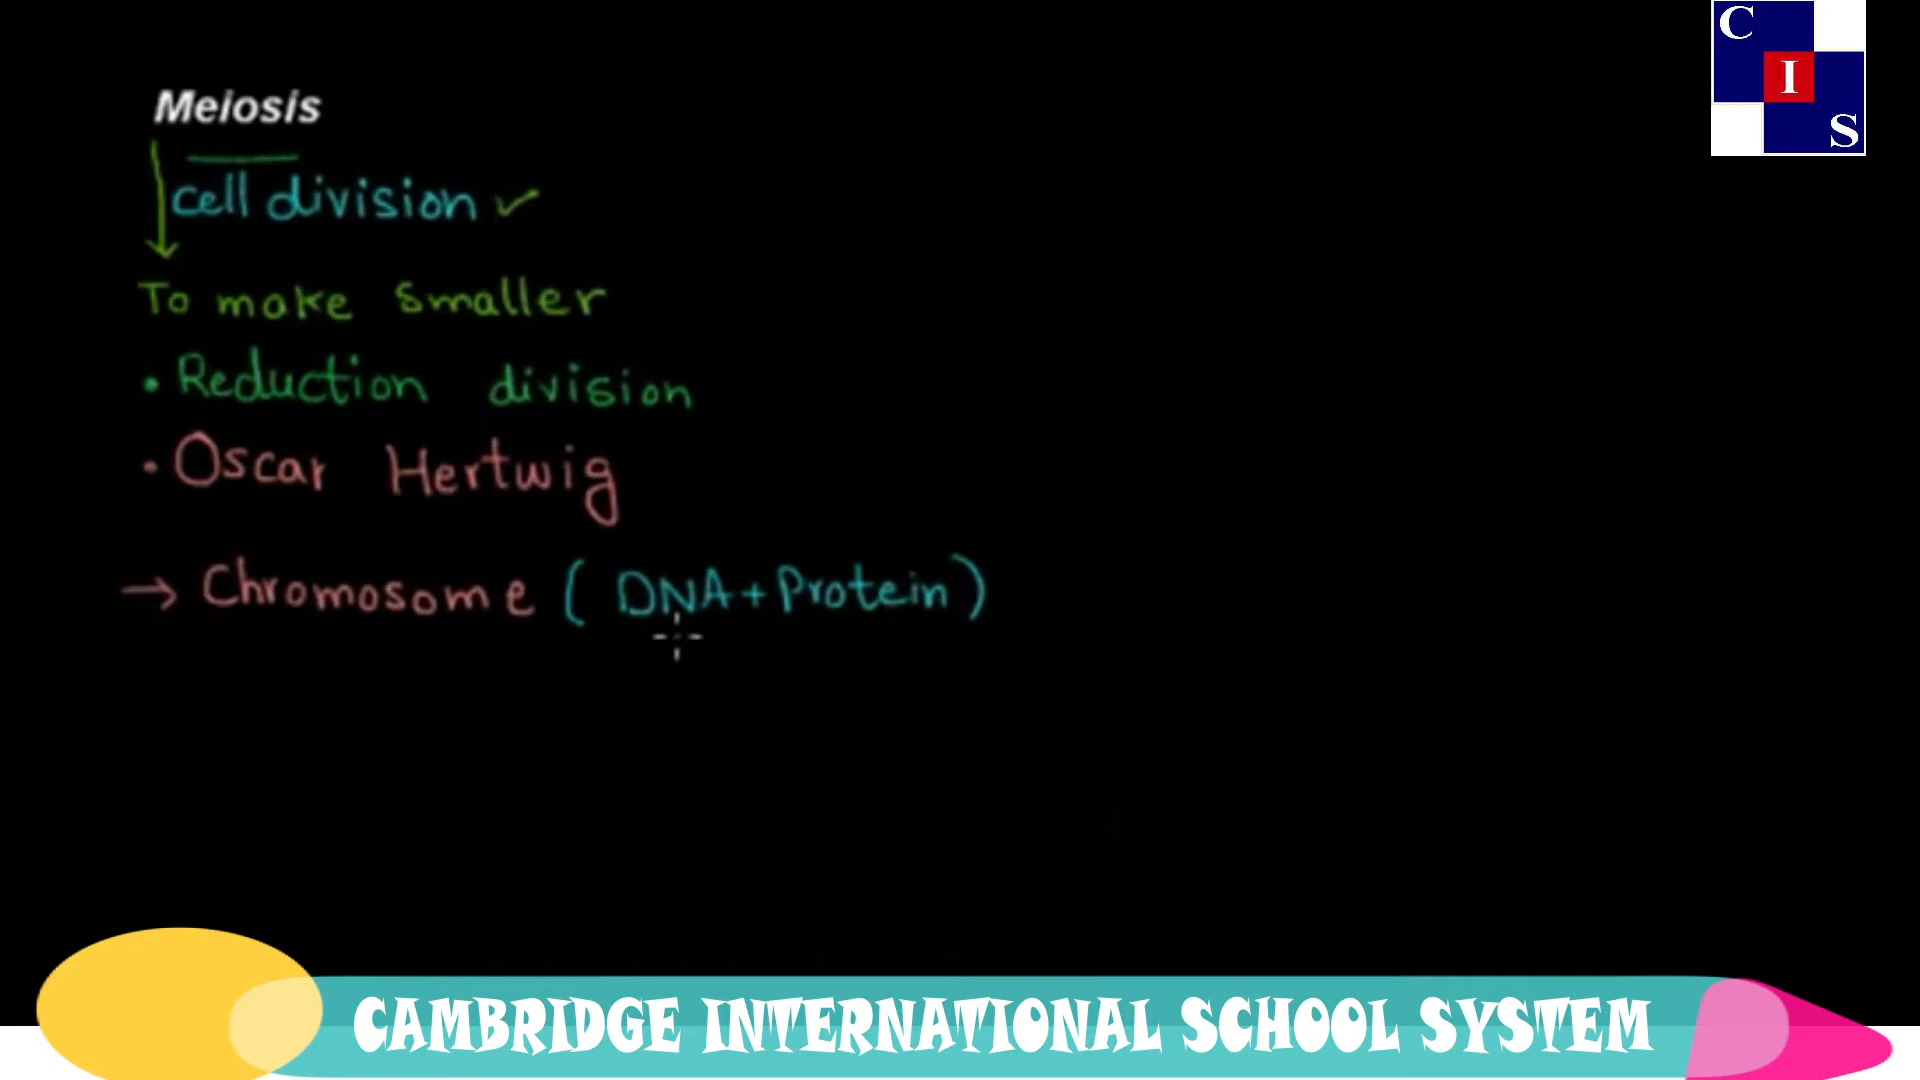 C
I
S
Meiosis
cell division ✓
To make smaller
• Reduction division
• Oscar Hertwig
→ Chromosome ( DNA + Protein )
CAMBRIDGE INTERNATIONAL SCHOOL SYSTEM